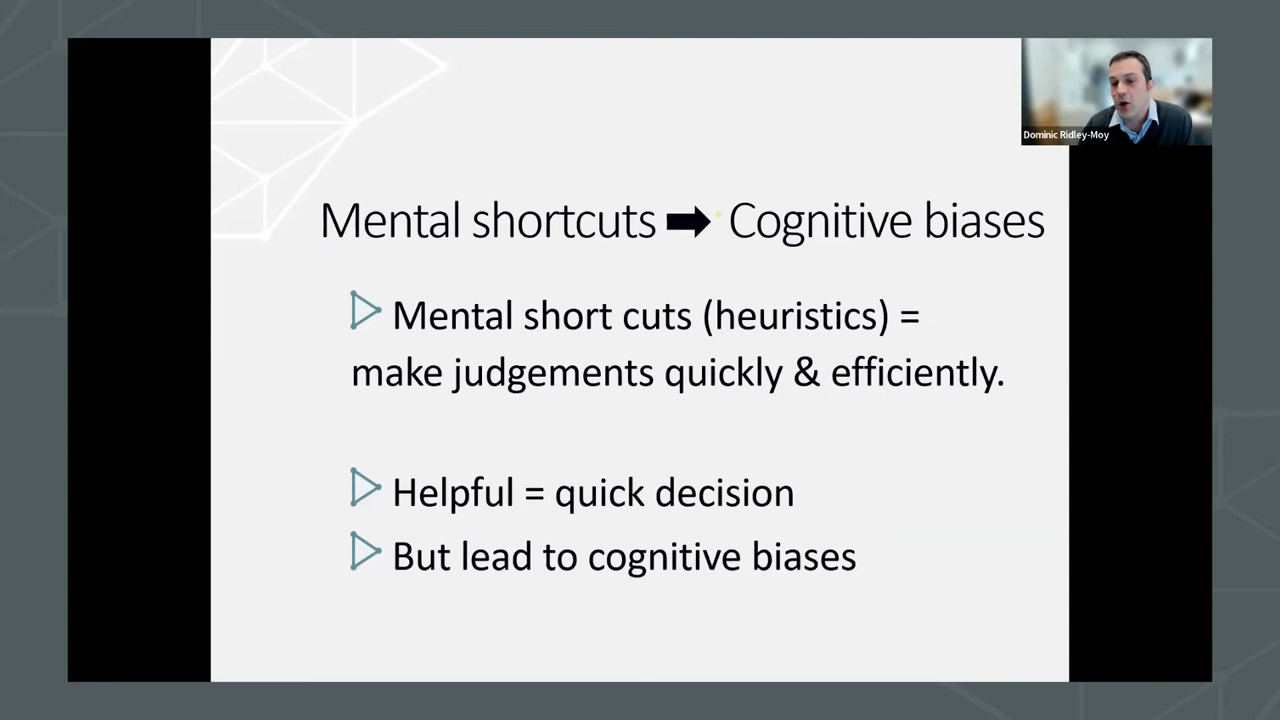 Dominic Ridley-Moy
Mental shortcuts ➡ Cognitive biases
Mental short cuts (heuristics) =
make judgements quickly & efficiently.
Helpful = quick decision
But lead to cognitive biases